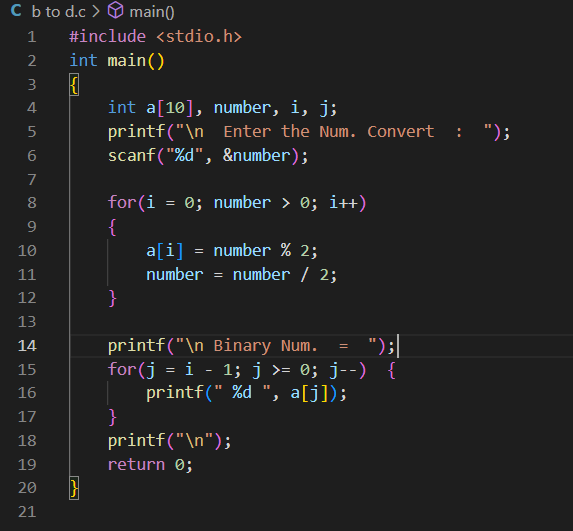 C b to d.c > main()
1 #include <stdio.h>
2 int main()
3 {
4     int a[10], number, i, j;
5     printf("\n  Enter the Num. Convert  :  ");
6     scanf("%d", &number);
7
8     for(i = 0; number > 0; i++)
9     {
10         a[i] = number % 2;
11         number = number / 2;
12     }
13
14     printf("\n Binary Num.  =  ");
15     for(j = i - 1; j >= 0; j--)  {
16         printf(" %d ", a[j]);
17     }
18     printf("\n");
19     return 0;
20 }
21